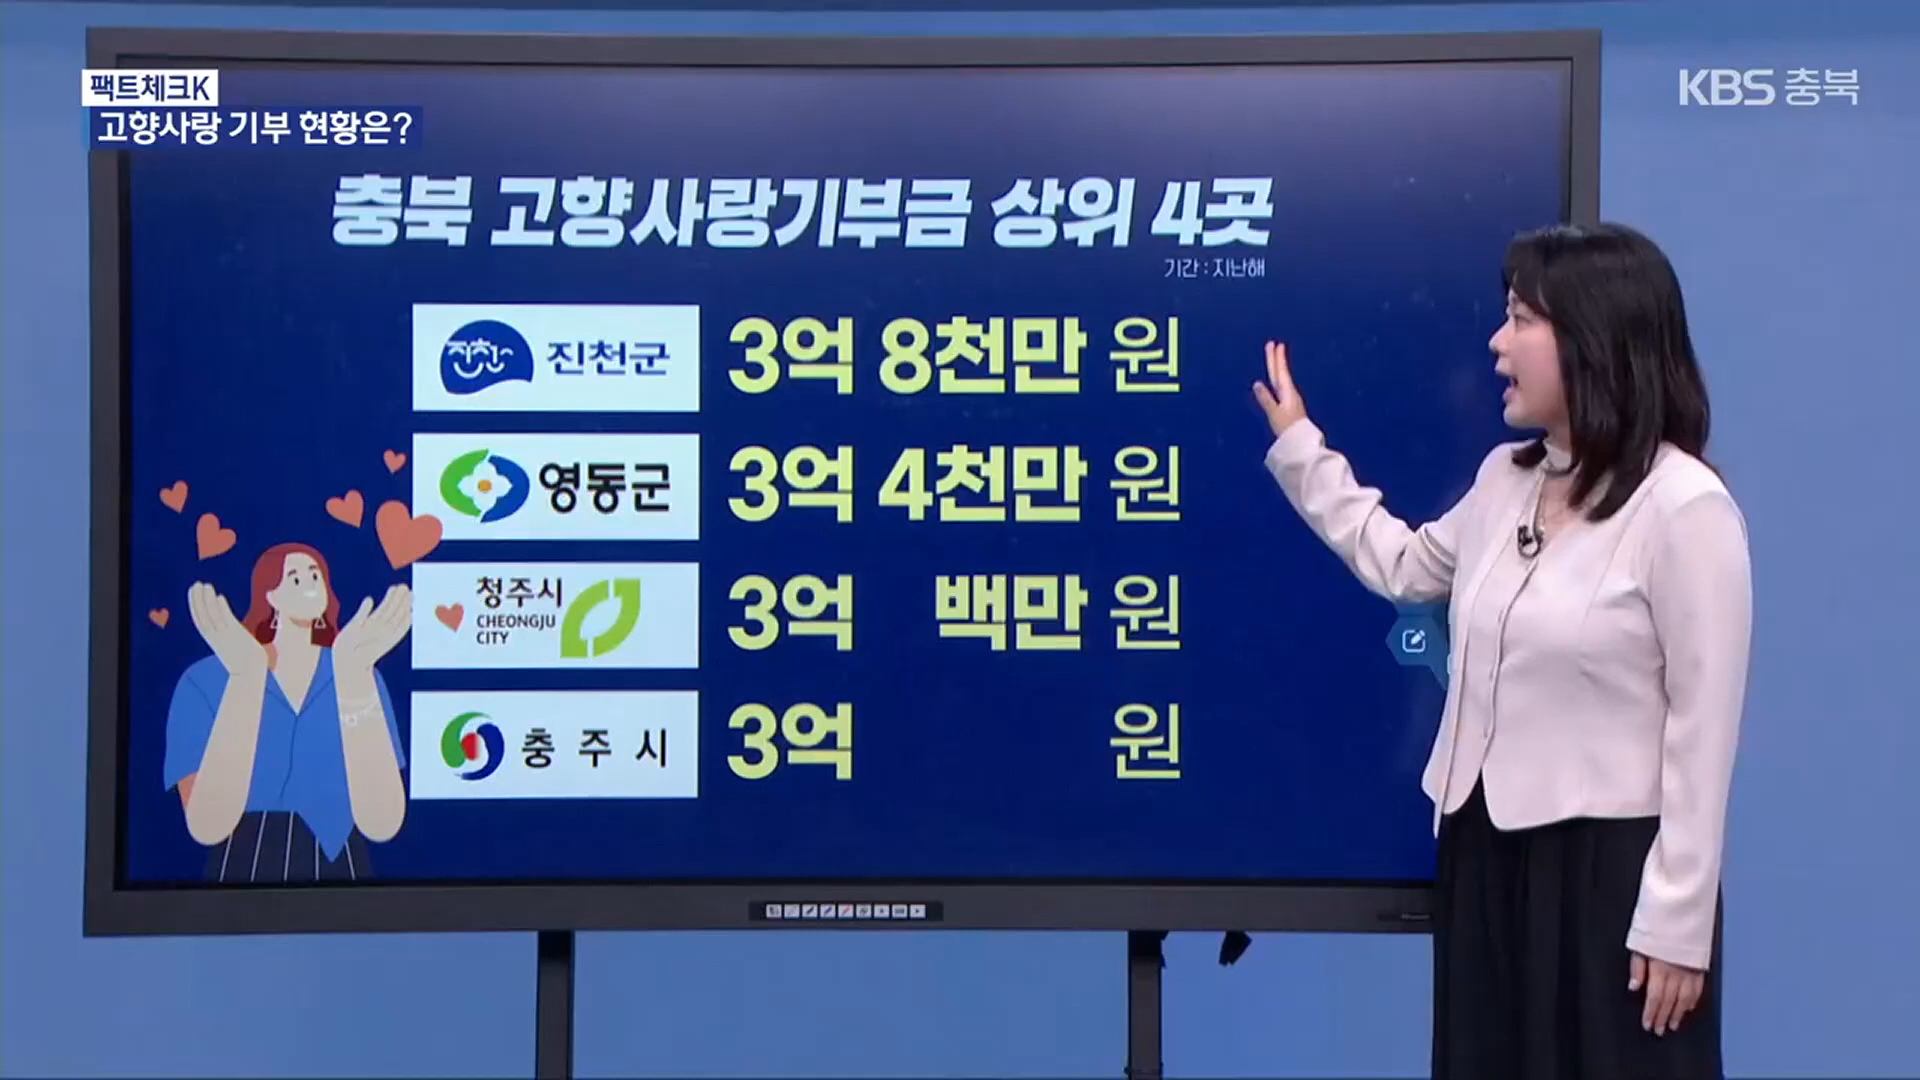 팩트체크K
고향사랑 기부 현황은?
KBS 충북
충북 고향사랑기부금 상위 4곳
기간 : 지난해
진천 진천군 3억 8천만 원
영동군 3억 4천만 원
청주시
CHEONGJU
CITY
3억 백만 원
충주시 3억 원